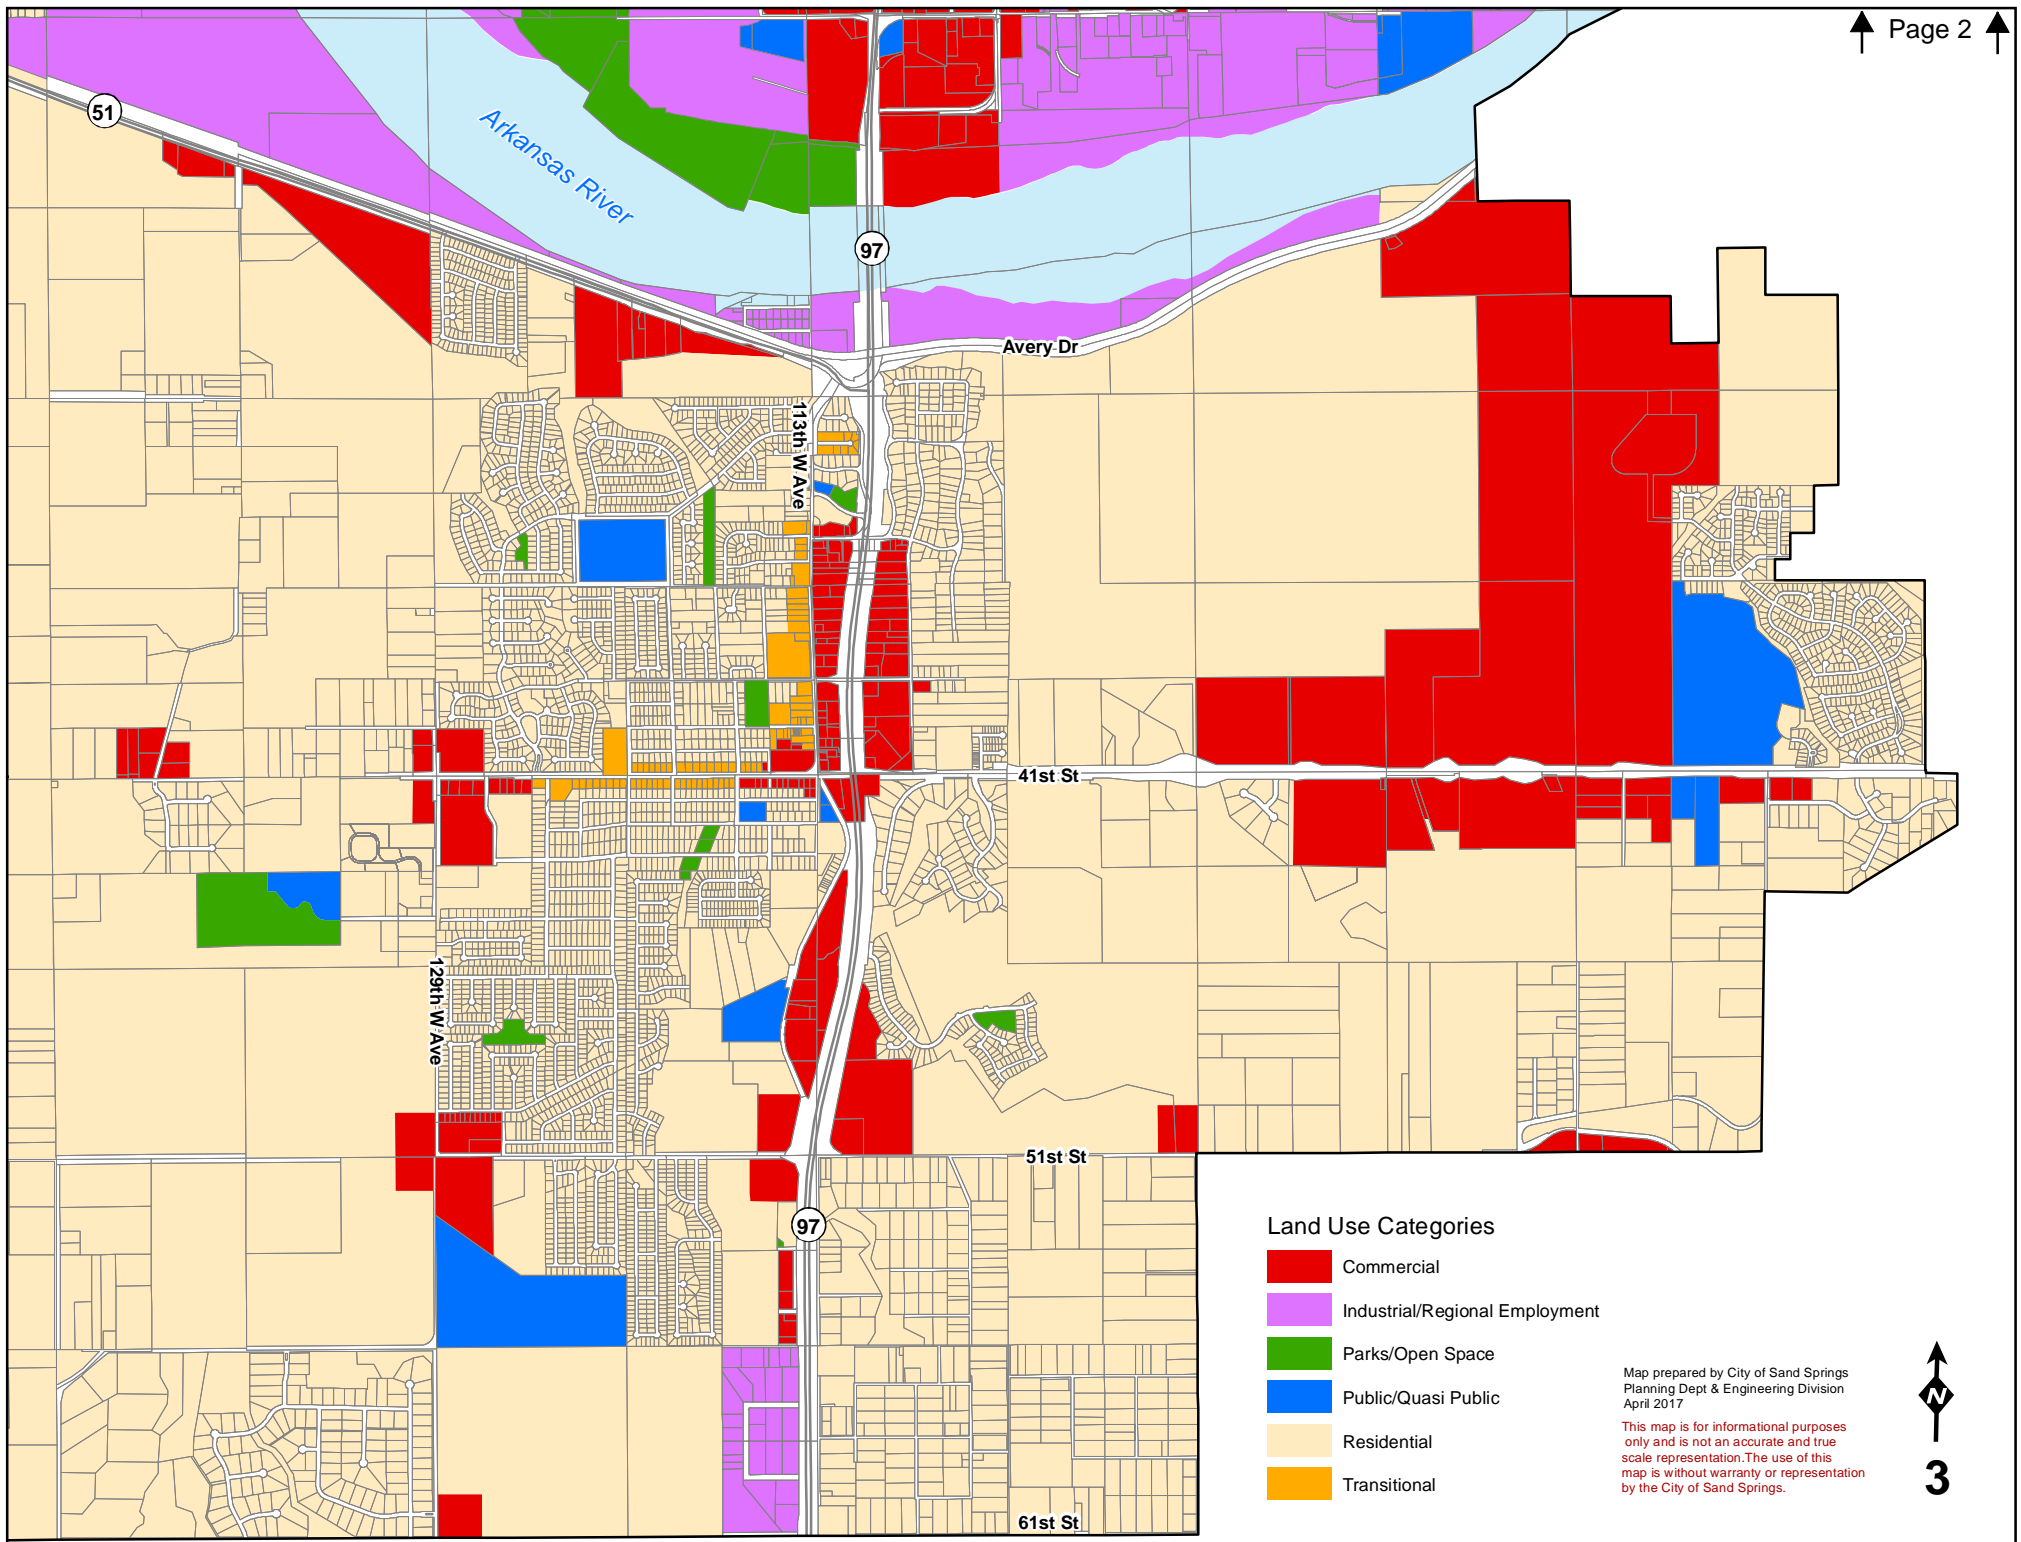 Page 2
51
Arkansas River
97
Avery Dr
113th W Ave
41st St
129th W Ave
51st St
97
Land Use Categories
Commercial
Industrial/Regional Employment
Parks/Open Space
Public/Quasi Public
Residential
Transitional
Map prepared by City of Sand Springs
Planning Dept & Engineering Division
April 2017
This map is for informational purposes
only and is not an accurate and true
scale representation.The use of this
map is without warranty or representation
by the City of Sand Springs.
N
3
61st St